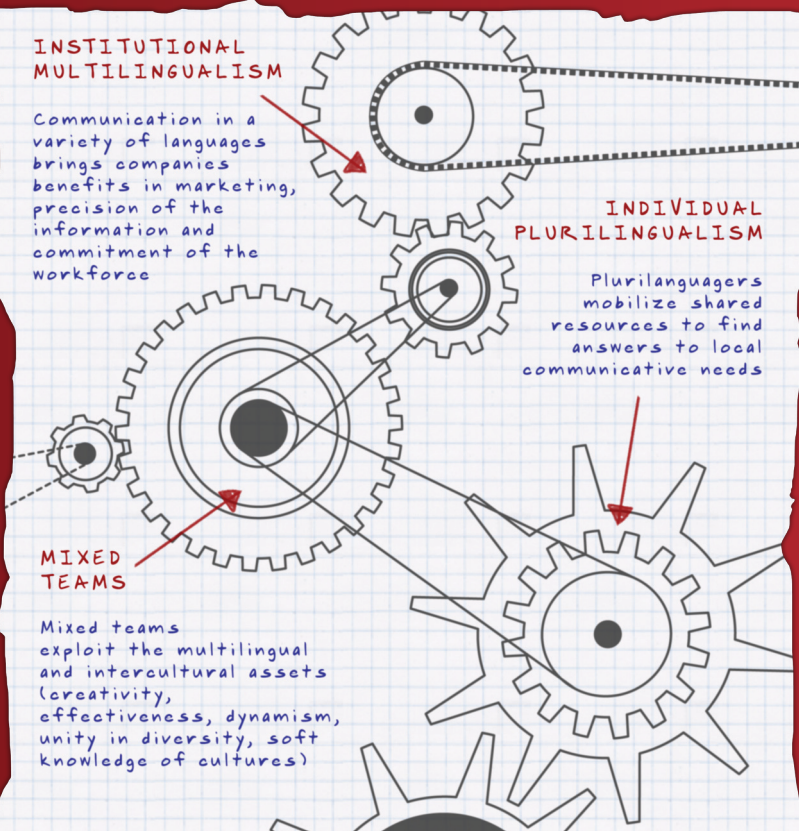 INSTITUTIONAL
MULTILINGUALISM
Communication in a
variety of languages
brings companies
benefits in marketing,
precision of the
information and
commitment of the
workforce
INDIVIDUAL
PLURILINGUALISM
Plurilanguagers
mobilize shared
resources to find
answers to local
communicative needs
MIXED
TEAMS
Mixed teams
exploit the multilingual
and intercultural assets
(creativity,
effectiveness, dynamism,
unity in diversity, soft
knowledge of cultures)